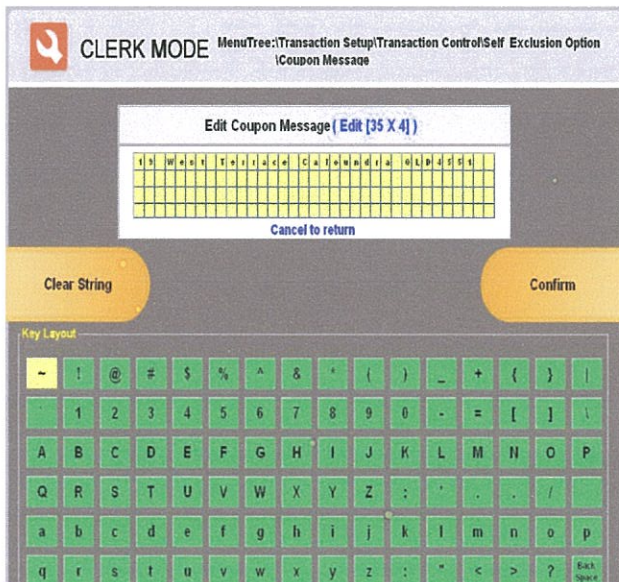 CLERK MODE
MenuTree:\Transaction Setup\Transaction Control\Self Exclusion Option
\Coupon Message
Edit Coupon Message ( Edit [35 X 4] )
19 West Terrace Caloundra QLD4551
Cancel to return
Clear String
Confirm
Key Layout
~ ! @ # $ % ^ & * ( ) _ + { } |
` 1 2 3 4 5 6 7 8 9 0 - = [ ] \
A B C D E F G H I J K L M N O P
Q R S T U V W X Y Z : ' . /
a b c d e f g h i j k l m n o p
q r s t u v w x y z : " < > ? Back Space